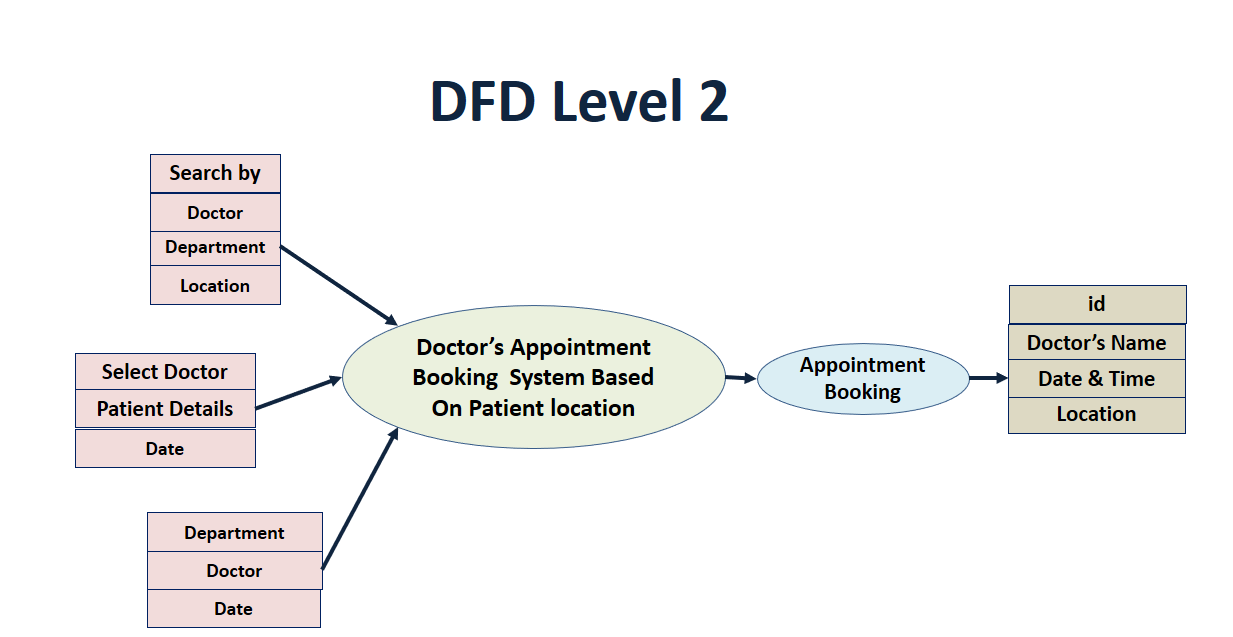 DFD Level 2
Search by
Doctor
Department
Location
Select Doctor
Patient Details
Date
Department
Doctor
Date
Doctor’s Appointment
Booking System Based
On Patient location
Appointment
Booking
id
Doctor’s Name
Date & Time
Location